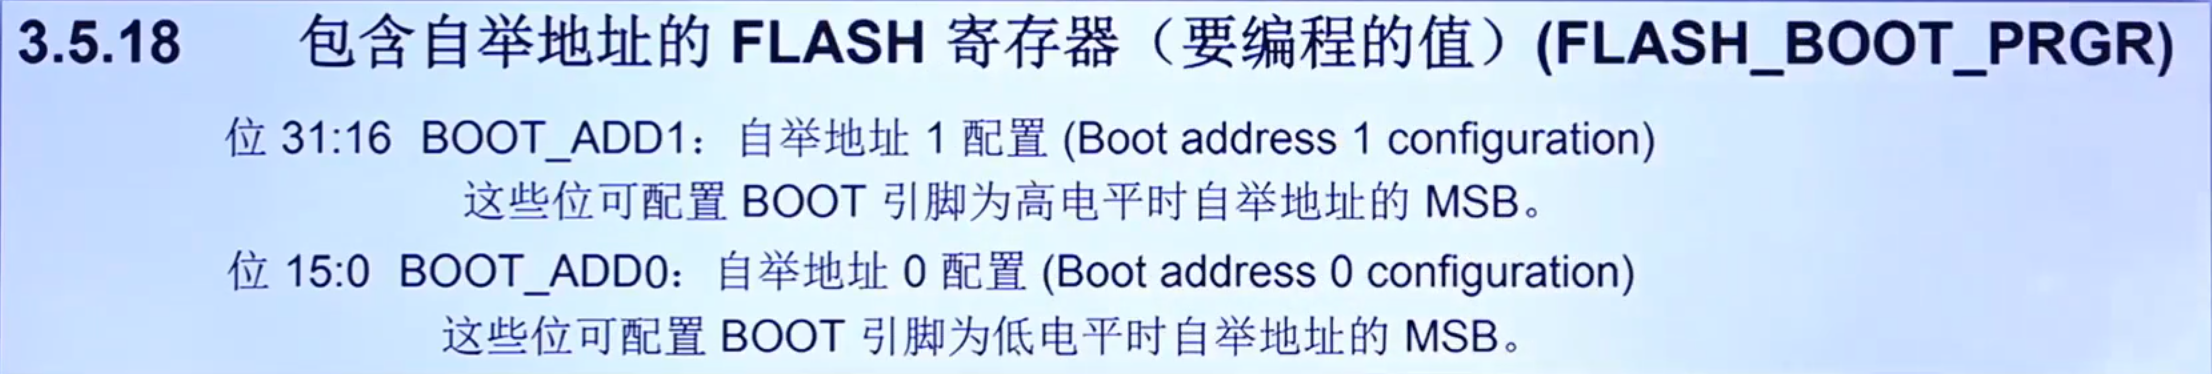 3.5.18 包含自举地址的 FLASH 寄存器（要编程的值）(FLASH_BOOT_PRGR)
位 31:16 BOOT_ADD1：自举地址 1 配置 (Boot address 1 configuration)
这些位可配置 BOOT 引脚为高电平时自举地址的 MSB。
位 15:0 BOOT_ADD0：自举地址 0 配置 (Boot address 0 configuration)
这些位可配置 BOOT 引脚为低电平时自举地址的 MSB。